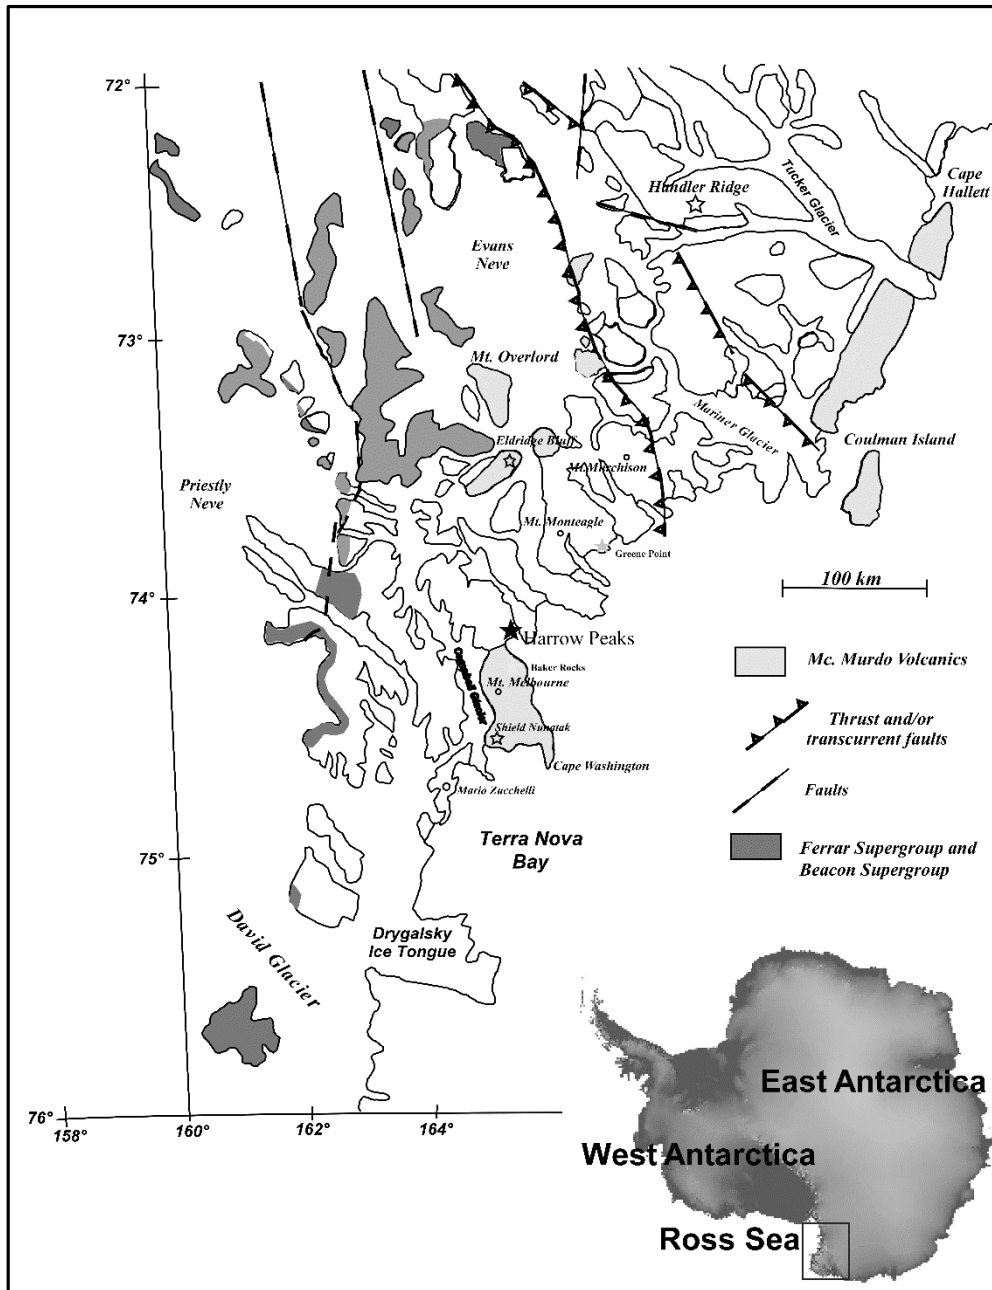 72°
Cape
Hallett
Tucker Glacier
Hundler Ridge
Evans
Neve
73°
Mt. Overlord
Mariner Glacier
Eldridge Bluff
Coulman Island
Mt.Murchison
Priestly
Neve
Mt. Monteagle
Greene Point
100 km
74°
Harrow Peaks
Campbell Glacier
Baker Rocks
Mt. Melbourne
Mc. Murdo Volcanics
Shield Nunatak
Thrust and/or
transcurrent faults
Cape Washington
Mario Zucchelli
Faults
Terra Nova
Bay
Ferrar Supergroup and
Beacon Supergroup
75°
David Glacier
Drygalsky
Ice Tongue
East Antarctica
76°
158°
160°
162°
164°
West Antarctica
Ross Sea